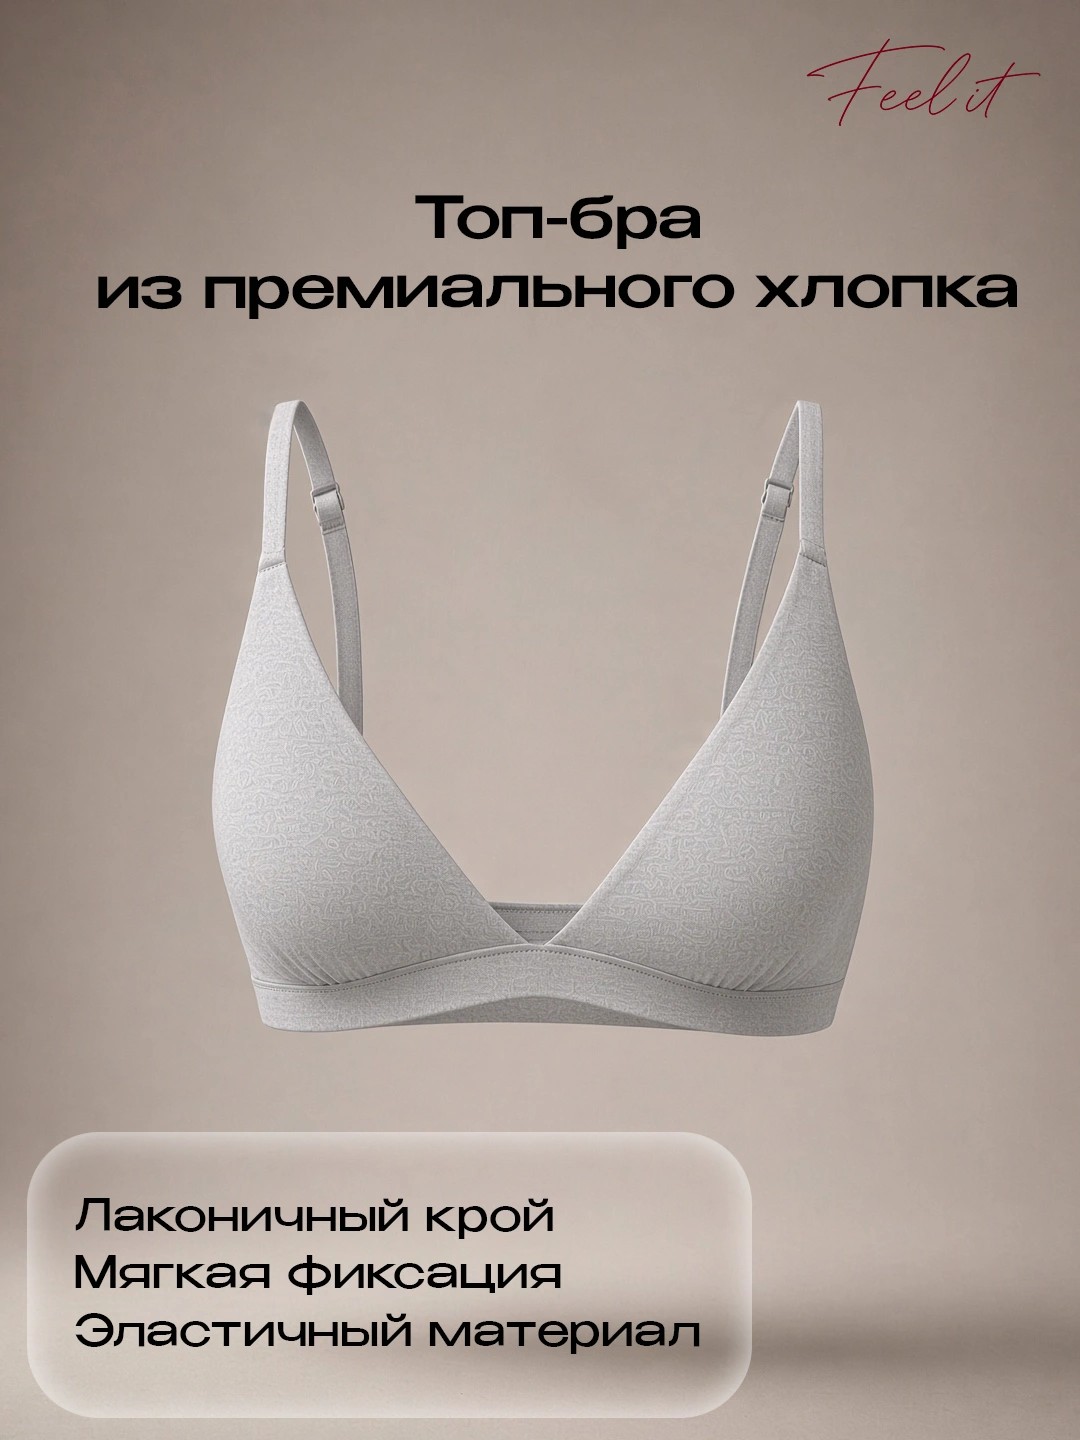 Feel it
Топ-бра
из премиального хлопка
Лаконичный крой
Мягкая фиксация
Эластичный материал